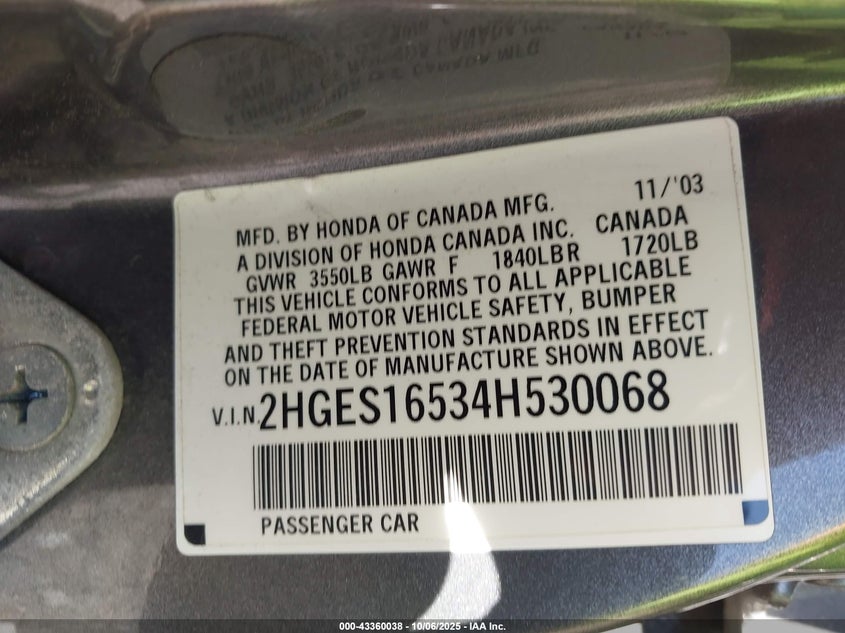 11/'03
MFD. BY HONDA OF CANADA MFG.
A DIVISION OF HONDA CANADA INC. CANADA
GVWR 3550LB GAWR F 1840LB R 1720LB
THIS VEHICLE CONFORMS TO ALL APPLICABLE
FEDERAL MOTOR VEHICLE SAFETY, BUMPER
AND THEFT PREVENTION STANDARDS IN EFFECT
ON THE DATE OF MANUFACTURE SHOWN ABOVE.
V.I.N. 2HGES16534H530068
PASSENGER CAR
000-43360038 - 10/06/2025 - IAA Inc.